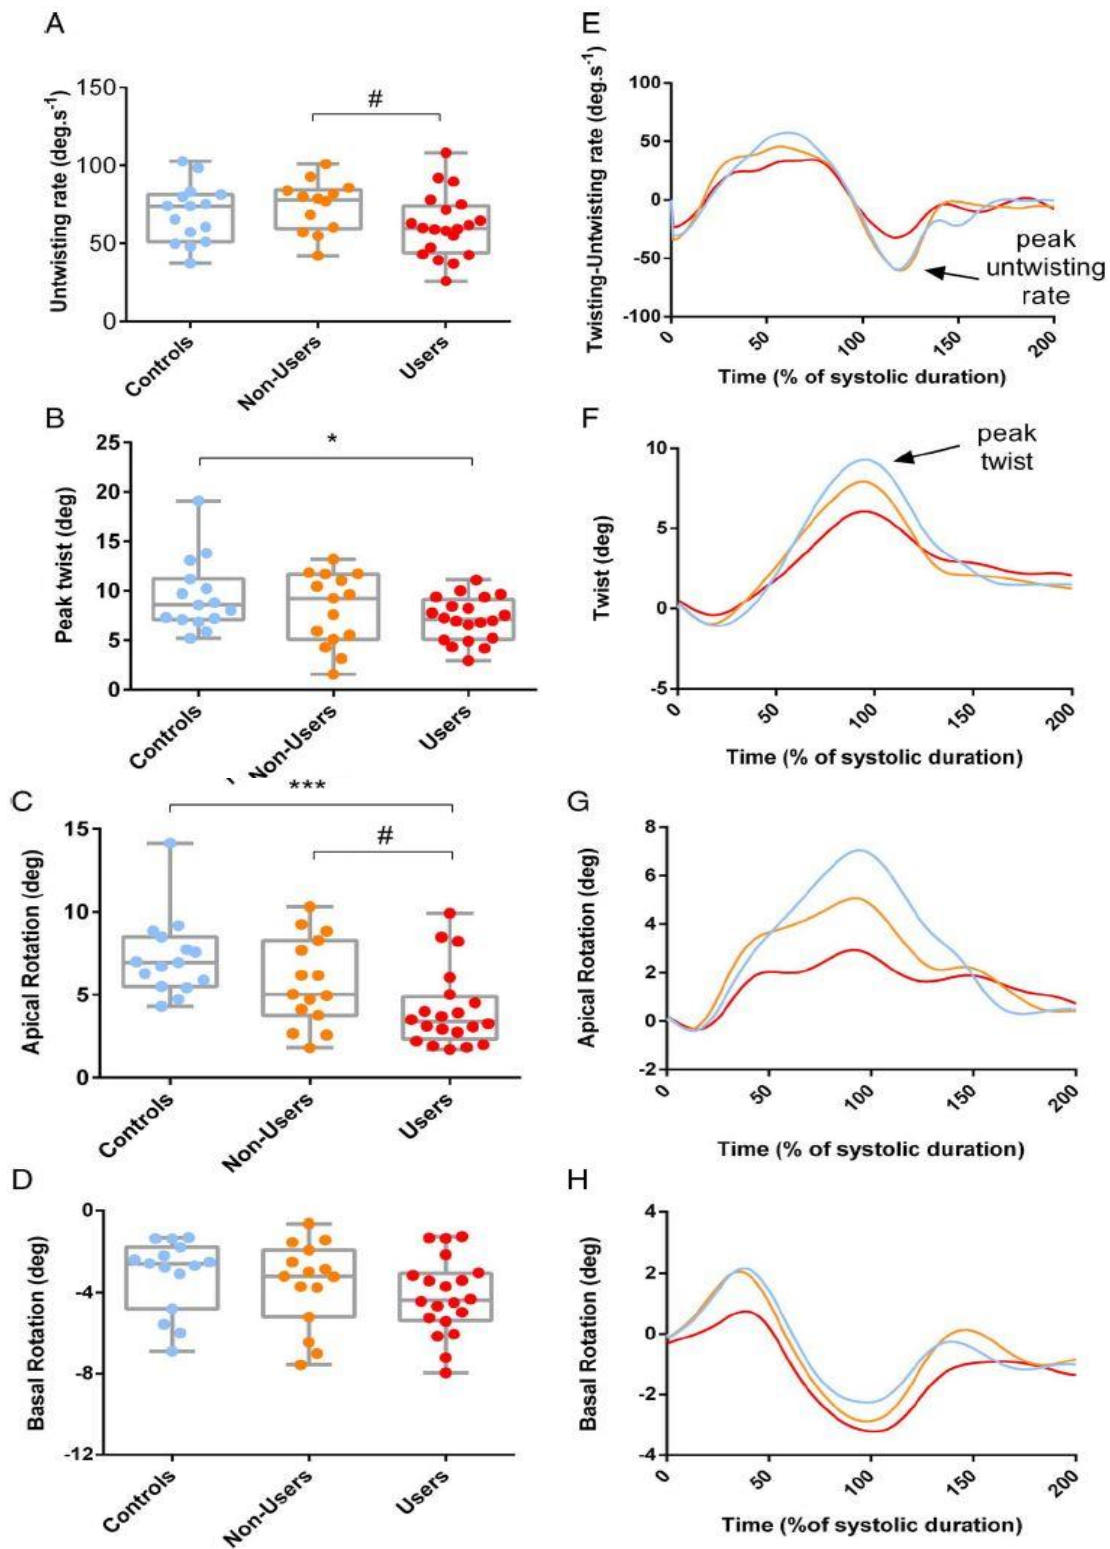 A
Untwisting rate (deg.s⁻¹)
150
100
50
0
#
Controls
Non-Users
Users
E
Twisting-Untwisting rate (deg.s⁻¹)
100
50
0
-50
-100
peak
untwisting
rate
0
50
100
150
200
Time (% of systolic duration)
B
Peak twist (deg)
25
20
15
10
5
0
*
Controls
Non-Users
Users
F
Twist (deg)
10
5
0
-5
peak
twist
0
50
100
150
200
Time (% of systolic duration)
C
Apical Rotation (deg)
15
10
5
0
***
#
Controls
Non-Users
Users
G
Apical Rotation (deg)
8
6
4
2
0
-2
0
50
100
150
200
Time (% of systolic duration)
D
Basal Rotation (deg)
0
-4
-8
-12
Controls
Non-Users
Users
H
Basal Rotation (deg)
4
2
0
-2
-4
0
50
100
150
200
Time (%of systolic duration)